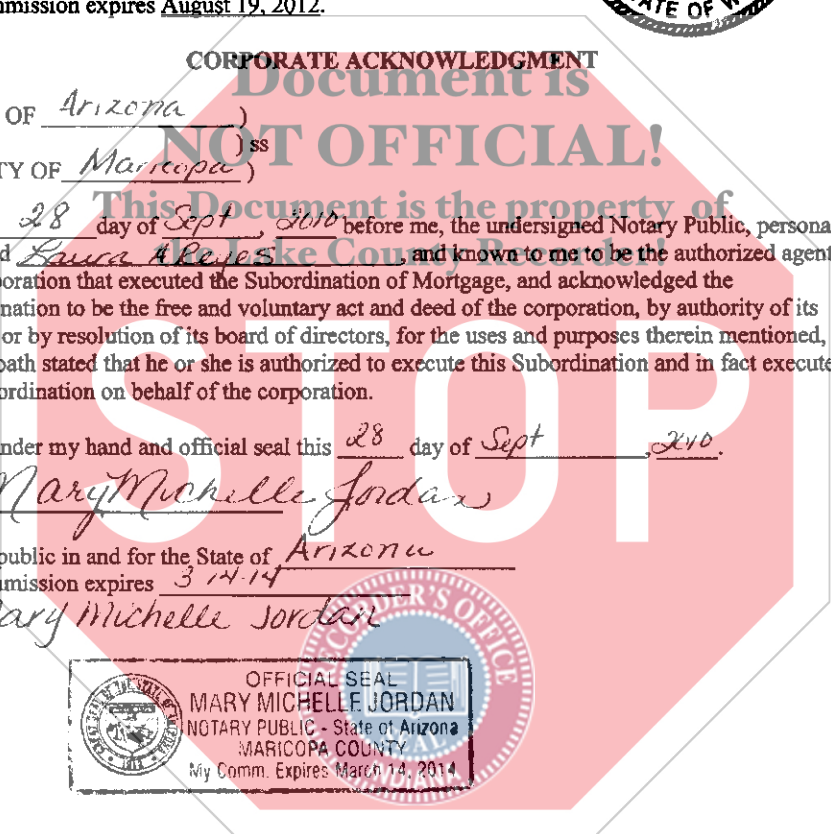 mmission expires August 19, 2012.
ATE OF W
CORPORATE ACKNOWLEDGMENT
Document is
OF Arizona )
NOT OFFICIAL!
) ss
TY OF Maricopa )
This Document is the property of
28 day of Sept, 2010 before me, the undersigned Notary Public, persona
the Lake County Recorder!
d Laura A Reyes, and known to me to be the authorized agent
poration that executed the Subordination of Mortgage, and acknowledged the
nation to be the free and voluntary act and deed of the corporation, by authority of its
or by resolution of its board of directors, for the uses and purposes therein mentioned,
oath stated that he or she is authorized to execute this Subordination and in fact execute
ordination on behalf of the corporation.
STOP
nder my hand and official seal this 28 day of Sept, 2010.
Mary Michelle Jordan
public in and for the State of Arizona
mmission expires 3-14-14
ary Michelle Jordan
RECORDER'S OFFICE
SEAL
INDIANA
OFFICIAL SEAL
MARY MICHELLE JORDAN
NOTARY PUBLIC - State of Arizona
MARICOPA COUNTY
My Comm. Expires March 14, 2014